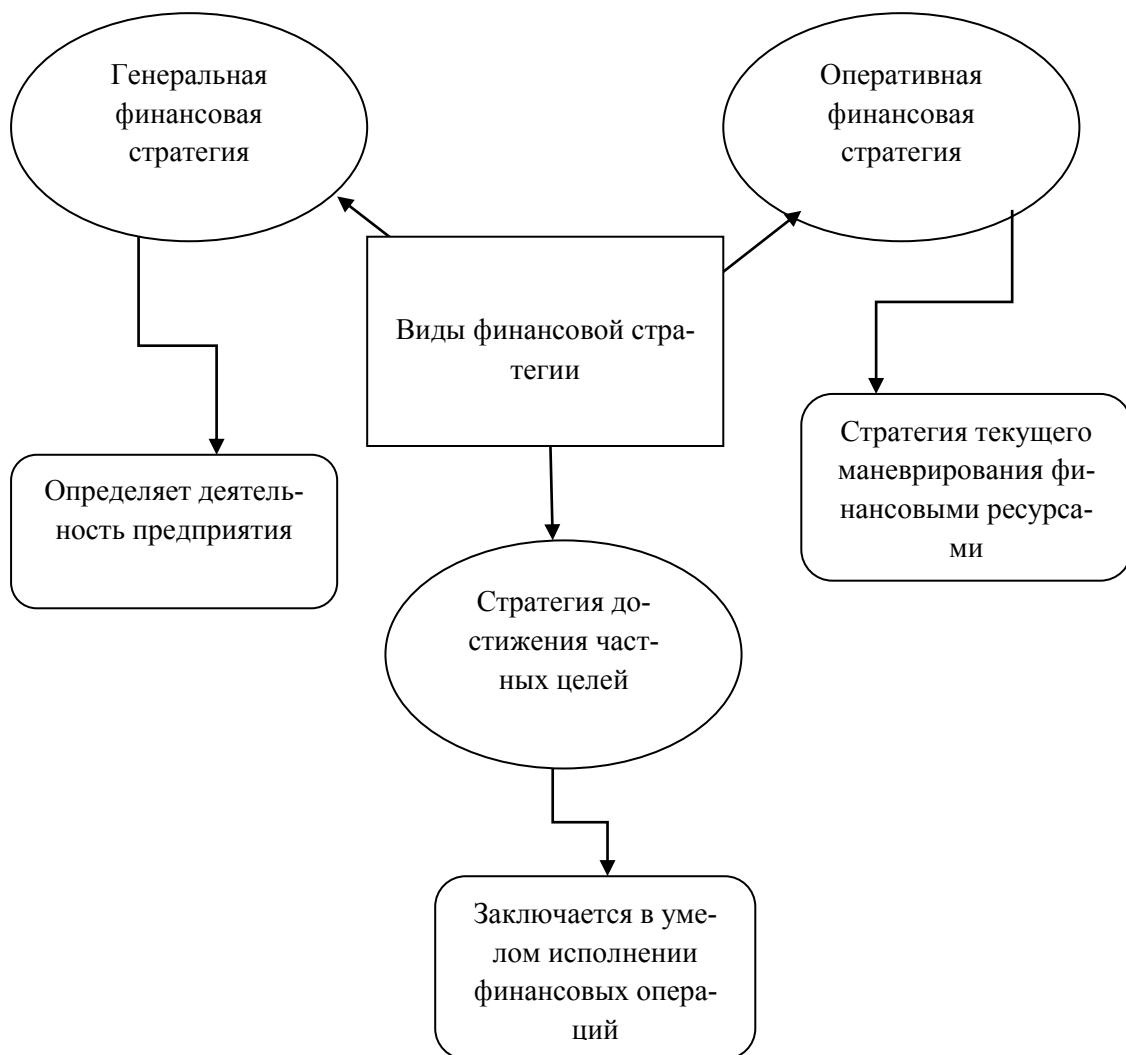 Генеральная
финансовая
стратегия
Оперативная
финансовая
стратегия
Виды финансовой стра-
тегии
Определяет деятель-
ность предприятия
Стратегия текущего
маневрирования фи-
нансовыми ресурса-
ми
Стратегия до-
стижения част-
ных целей
Заключается в уме-
лом исполнении
финансовых опера-
ций